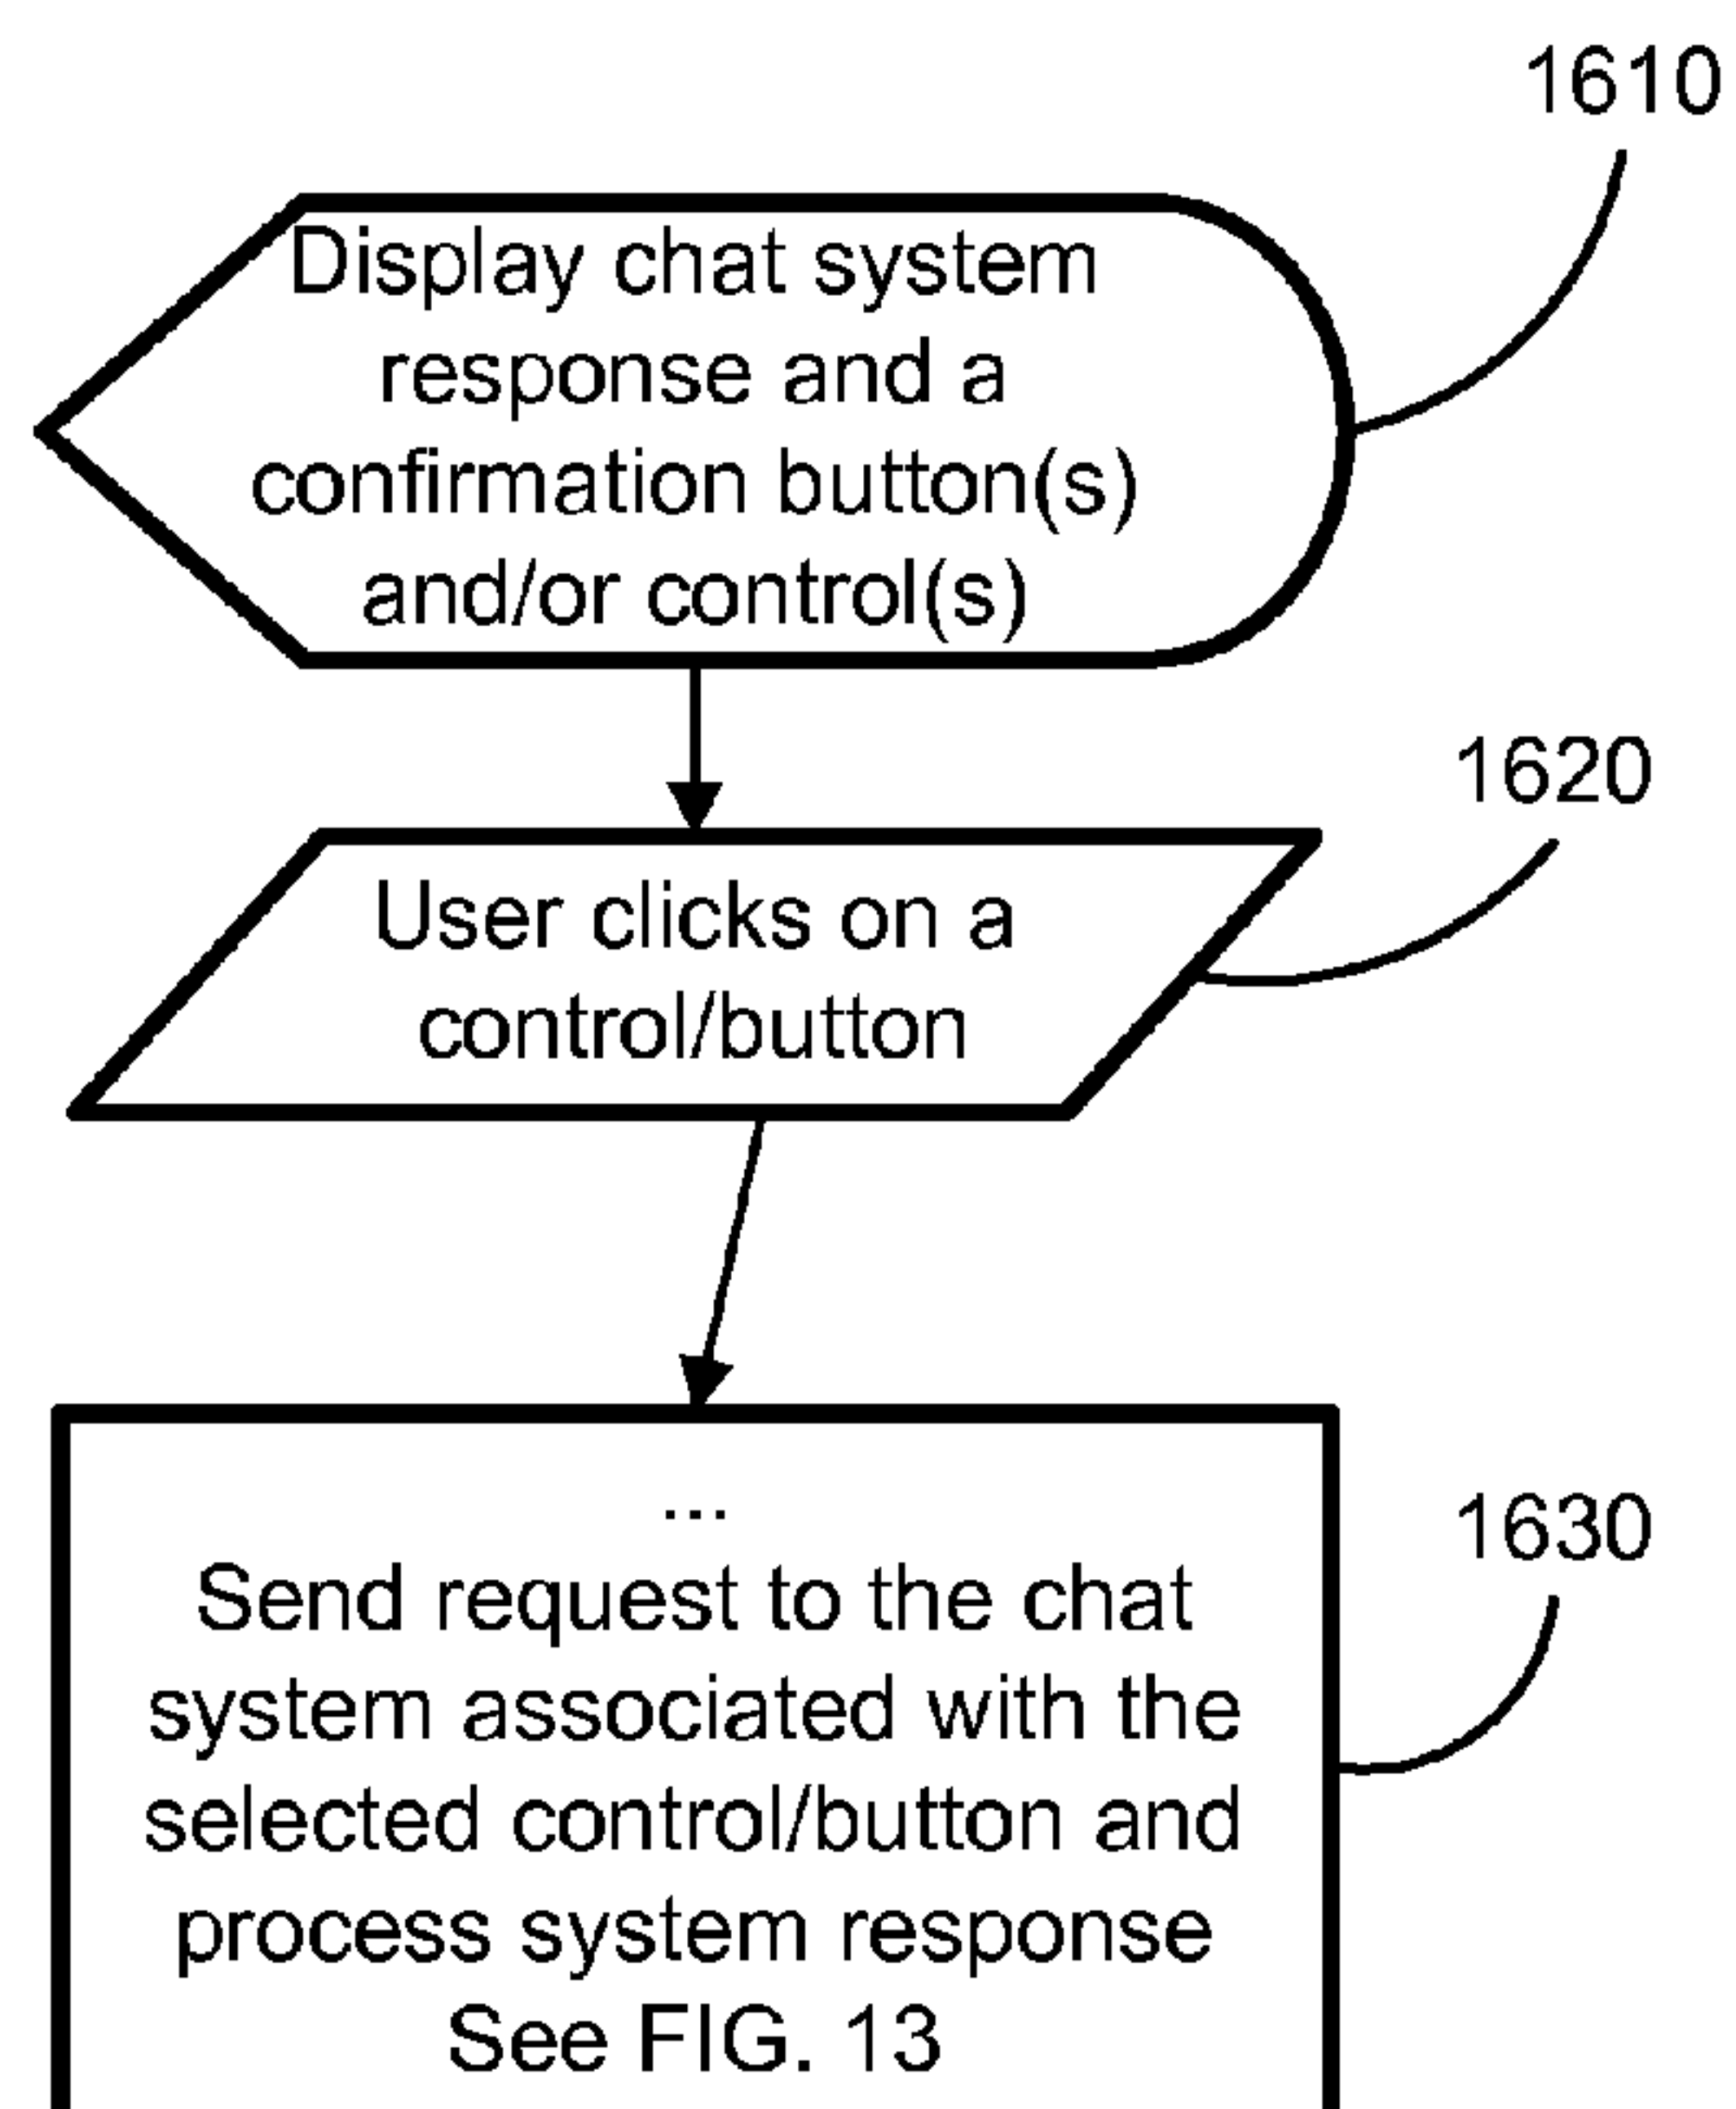 1610
Display chat system
response and a
confirmation button(s)
and/or control(s)
1620
User clicks on a
control/button
1630
...
Send request to the chat
system associated with the
selected control/button and
process system response
See FIG. 13